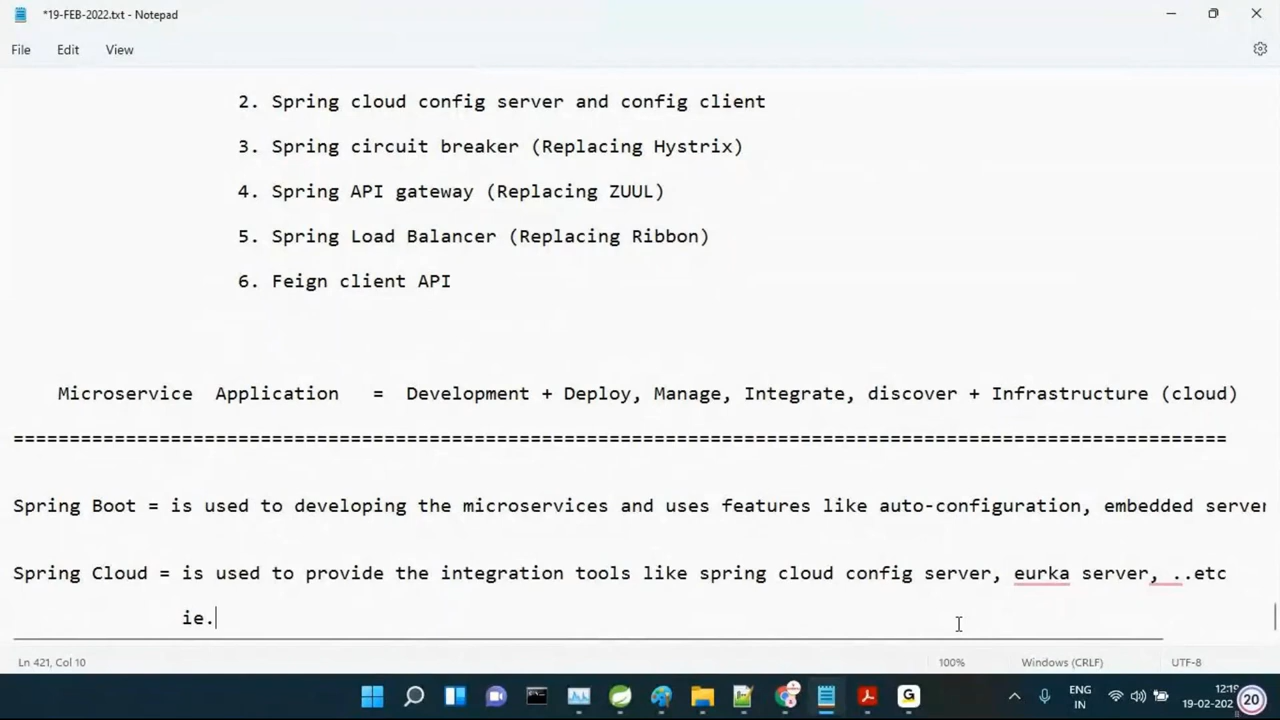 *19-FEB-2022.txt - Notepad
File Edit View
2. Spring cloud config server and config client
3. Spring circuit breaker (Replacing Hystrix)
4. Spring API gateway (Replacing ZUUL)
5. Spring Load Balancer (Replacing Ribbon)
6. Feign client API
Microservice Application = Development + Deploy, Manage, Integrate, discover + Infrastructure (cloud)
============================================================================================================
Spring Boot = is used to developing the microservices and uses features like auto-configuration, embedded server
Spring Cloud = is used to provide the integration tools like spring cloud config server, eurka server, ..etc
ie.
Ln 421, Col 10 100% Windows (CRLF) UTF-8
ENG 12:19
IN 19-02-202 20